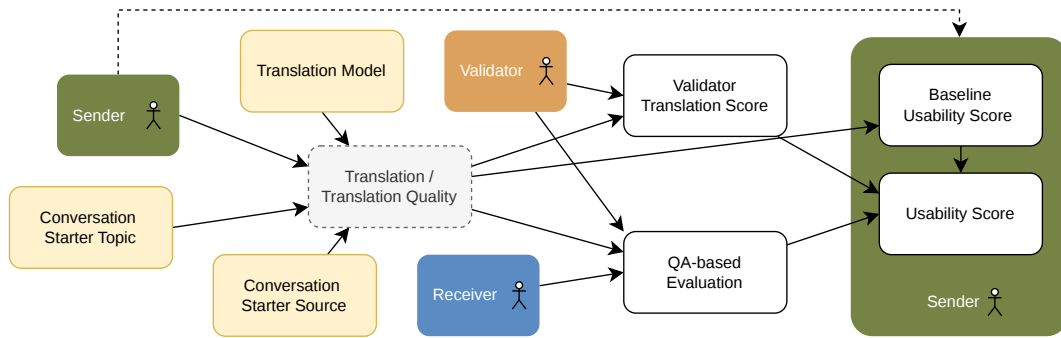 Sender
Translation Model
Validator
Validator
Translation Score
Baseline
Usability Score
Translation /
Translation Quality
Conversation
Starter Topic
Usability Score
Conversation
Starter Source
Receiver
QA-based
Evaluation
Sender